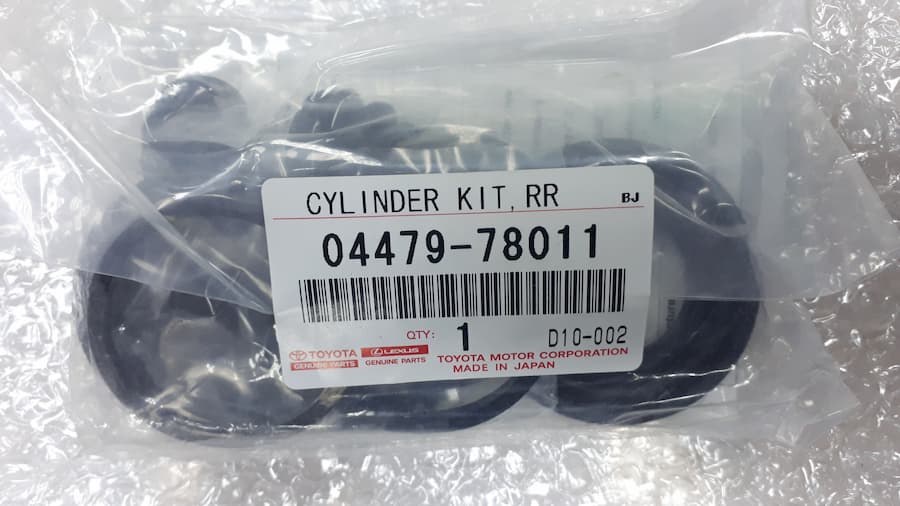 CYLINDER KIT, RR BJ
04479-78011
QTY: 1 D10-002
TOYOTA LEXUS
GENUINE PARTS GENUINE PARTS
TOYOTA MOTOR CORPORATION
MADE IN JAPAN